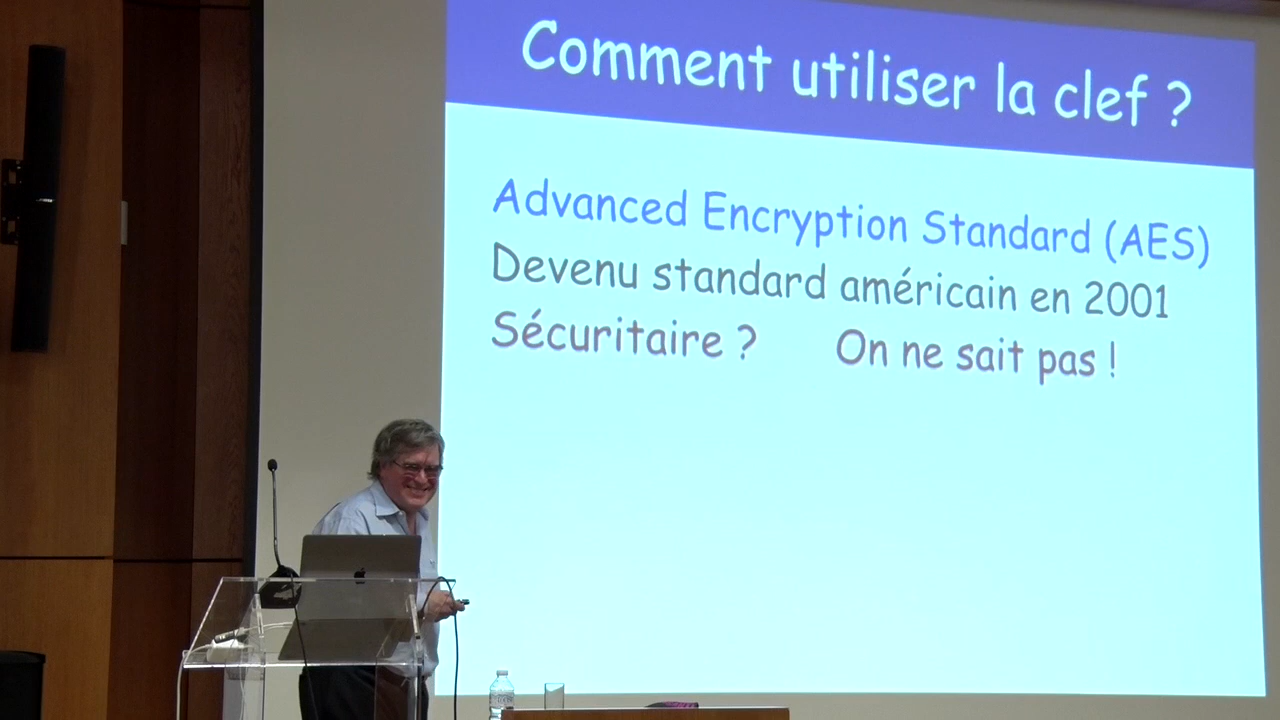 Comment utiliser la clef ?
Advanced Encryption Standard (AES)
Devenu standard américain en 2001
Sécuritaire ? On ne sait pas !